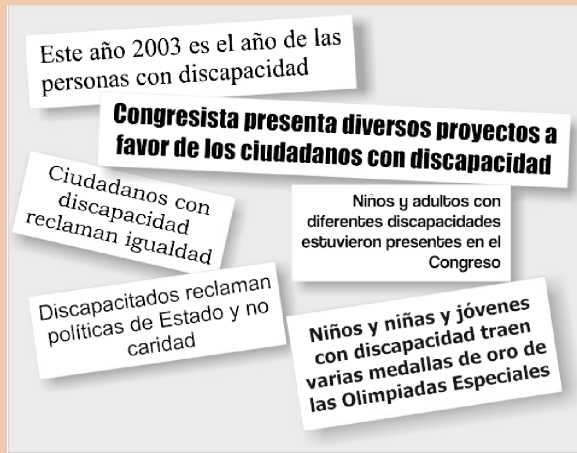 Este año 2003 es el año de las
personas con discapacidad
Congresista presenta diversos proyectos a
favor de los ciudadanos con discapacidad
Ciudadanos con
discapacidad
reclaman igualdad
Niños y adultos con
diferentes discapacidades
estuvieron presentes en el
Congreso
Discapacitados reclaman
políticas de Estado y no
caridad
Niños y niñas y jóvenes
con discapacidad traen
varias medallas de oro de
las Olimpiadas Especiales